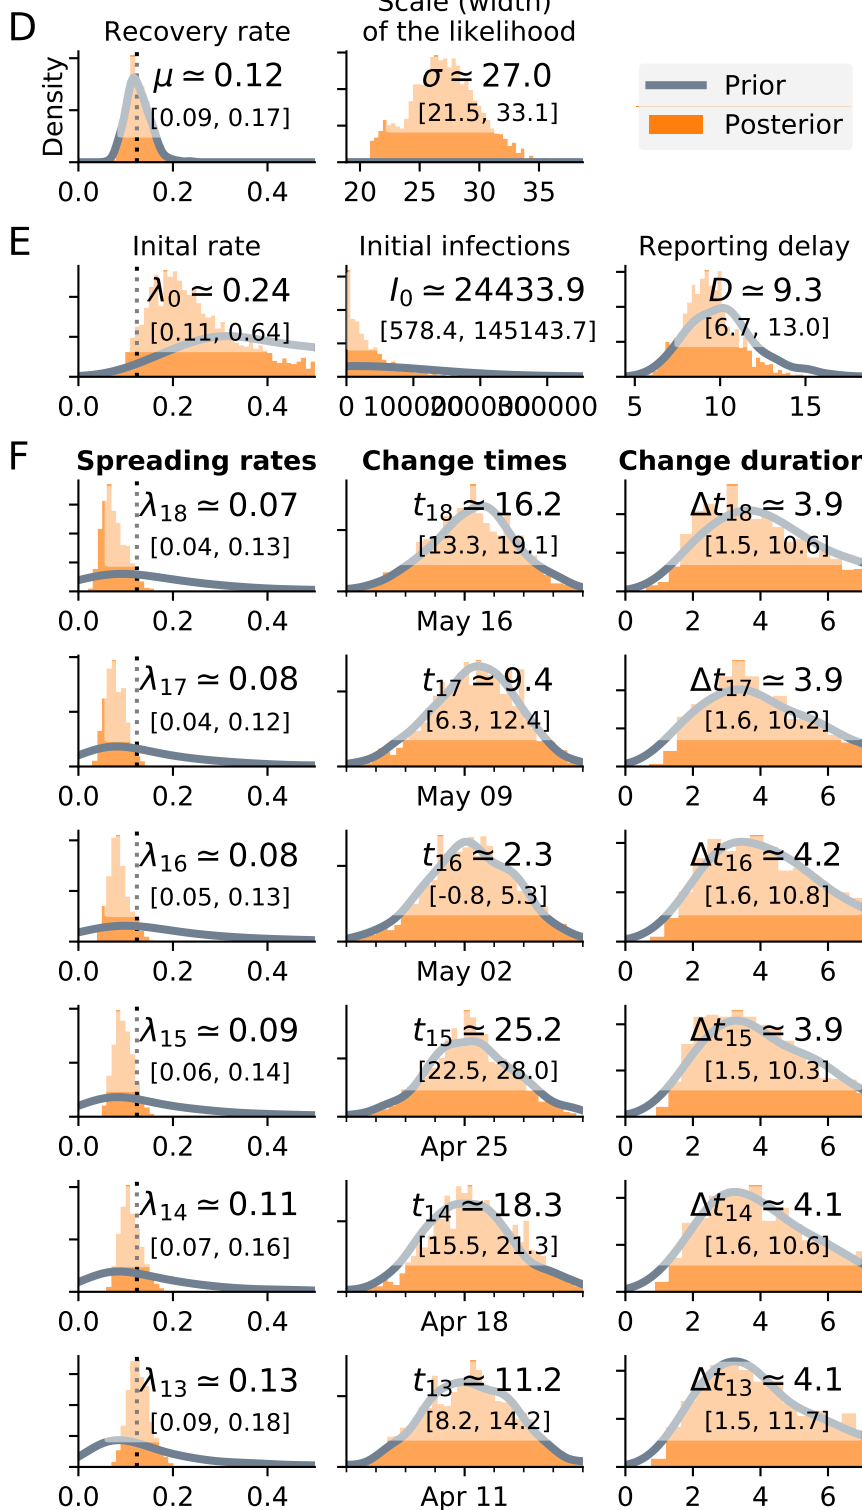 D
Recovery rate
Scale (width)
of the likelihood
Density
μ ≃ 0.12
[0.09, 0.17]
0.0 0.2 0.4
σ ≃ 27.0
[21.5, 33.1]
20 25 30 35
Prior
Posterior
E
Inital rate
λ0 ≃ 0.24
[0.11, 0.64]
0.0 0.2 0.4
Initial infections
I0 ≃ 24433.9
[578.4, 145143.7]
0 100000 200000 300000
Reporting delay
D ≃ 9.3
[6.7, 13.0]
5 10 15
F
Spreading rates
Change times
Change duration
λ18 ≃ 0.07
[0.04, 0.13]
0.0 0.2 0.4
t18 ≃ 16.2
[13.3, 19.1]
May 16
Δt18 ≃ 3.9
[1.5, 10.6]
0 2 4 6
λ17 ≃ 0.08
[0.04, 0.12]
0.0 0.2 0.4
t17 ≃ 9.4
[6.3, 12.4]
May 09
Δt17 ≃ 3.9
[1.6, 10.2]
0 2 4 6
λ16 ≃ 0.08
[0.05, 0.13]
0.0 0.2 0.4
t16 ≃ 2.3
[-0.8, 5.3]
May 02
Δt16 ≃ 4.2
[1.6, 10.8]
0 2 4 6
λ15 ≃ 0.09
[0.06, 0.14]
0.0 0.2 0.4
t15 ≃ 25.2
[22.5, 28.0]
Apr 25
Δt15 ≃ 3.9
[1.5, 10.3]
0 2 4 6
λ14 ≃ 0.11
[0.07, 0.16]
0.0 0.2 0.4
t14 ≃ 18.3
[15.5, 21.3]
Apr 18
Δt14 ≃ 4.1
[1.6, 10.6]
0 2 4 6
λ13 ≃ 0.13
[0.09, 0.18]
0.0 0.2 0.4
t13 ≃ 11.2
[8.2, 14.2]
Apr 11
Δt13 ≃ 4.1
[1.5, 11.7]
0 2 4 6